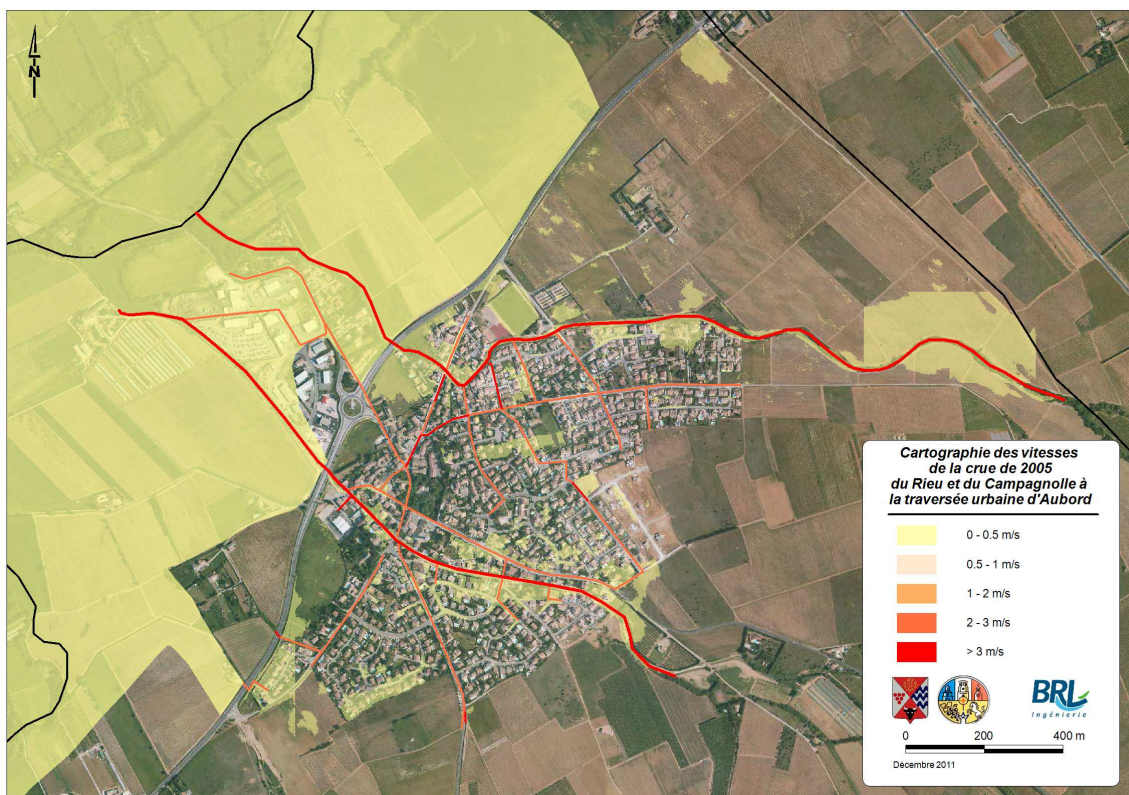 N
Cartographie des vitesses
de la crue de 2005
du Rieu et du Campagnolle à
la traversée urbaine d'Aubord
0 - 0.5 m/s
0.5 - 1 m/s
1 - 2 m/s
2 - 3 m/s
> 3 m/s
BRL
Ingénierie
0 200 400 m
Décembre 2011